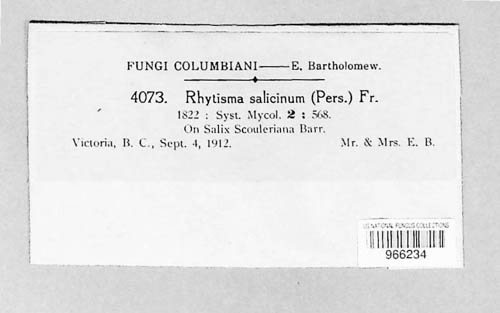 FUNGI COLUMBIANI——E. Bartholomew.
4073. Rhytisma salicinum (Pers.) Fr.
1822 : Syst. Mycol. 2 : 568.
On Salix Scouleriana Barr.
Victoria, B. C., Sept. 4, 1912. Mr. & Mrs. E. B.
US NATIONAL FUNGUS COLLECTIONS
966234